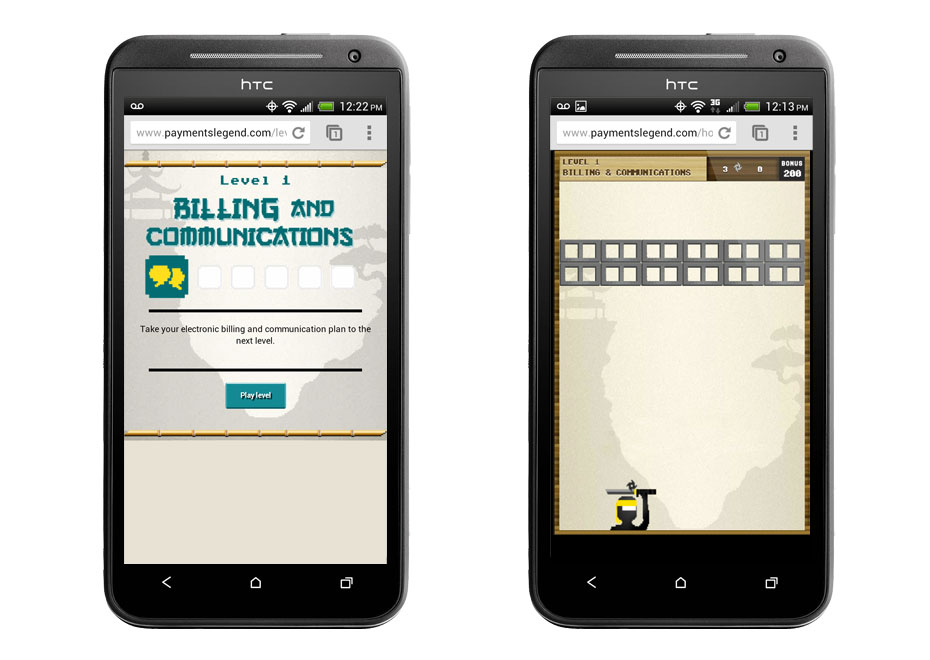 htc
12:22 PM
www.paymentslegend.com/lev
1
Level 1
BILLING AND
COMMUNICATIONS
Take your electronic billing and communication plan to the
next level.
Play level
htc
3G
12:13 PM
www.paymentslegend.com/ho
1
LEVEL 1
BILLING & COMMUNICATIONS
3
0
BONUS
200